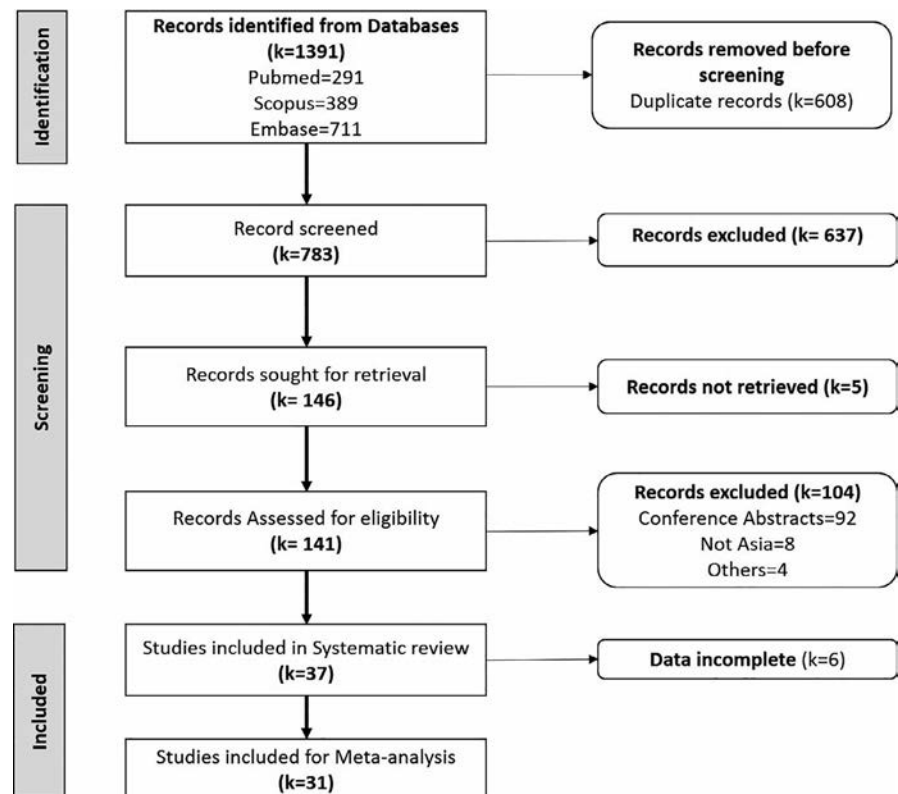 Identification
Records identified from Databases
(k=1391)
Pubmed=291
Scopus=389
Embase=711
Records removed before
screening
Duplicate records (k=608)
Screening
Record screened
(k=783)
Records excluded (k= 637)
Records sought for retrieval
(k= 146)
Records not retrieved (k=5)
Records Assessed for eligibility
(k= 141)
Records excluded (k=104)
Conference Abstracts=92
Not Asia=8
Others=4
Included
Studies included in Systematic review
(k=37)
Data incomplete (k=6)
Studies included for Meta-analysis
(k=31)